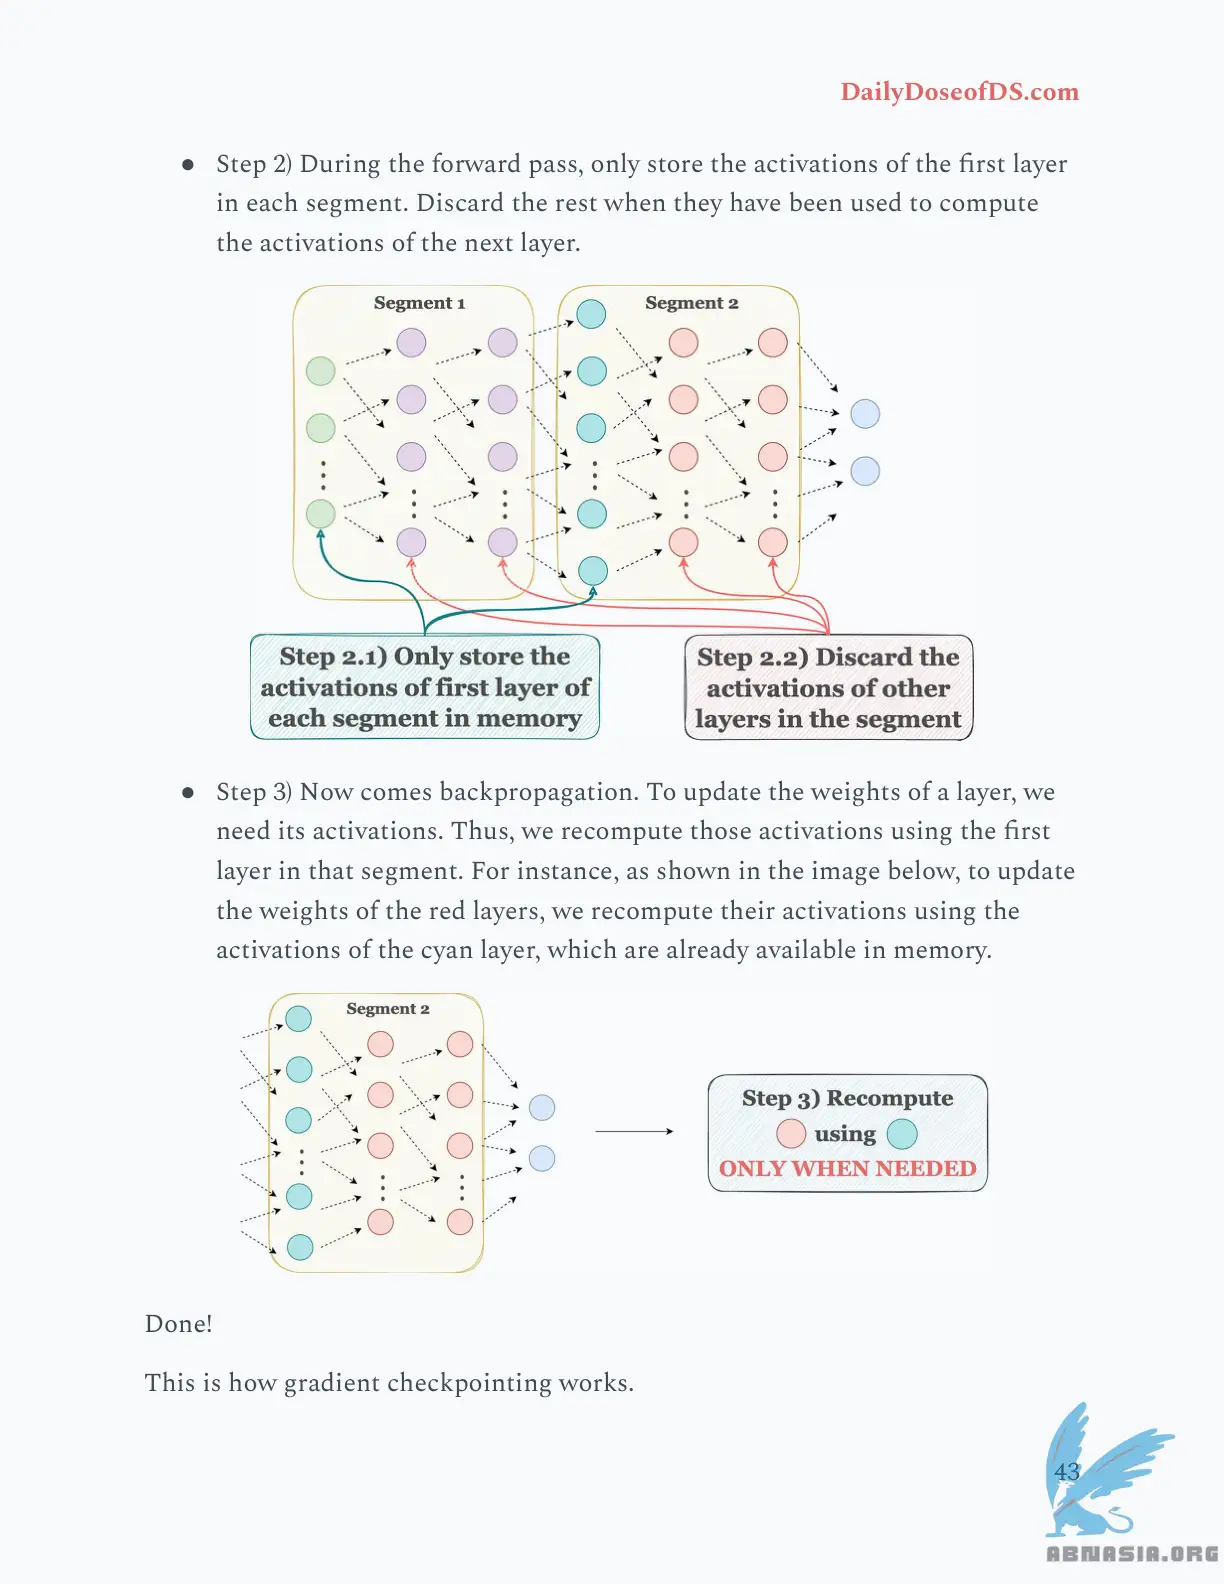 DailyDoseofDS.com
● Step 2) During the forward pass, only store the activations of the first layer
in each segment. Discard the rest when they have been used to compute
the activations of the next layer.
Segment 1
Segment 2
Step 2.1) Only store the
activations of first layer of
each segment in memory
Step 2.2) Discard the
activations of other
layers in the segment
● Step 3) Now comes backpropagation. To update the weights of a layer, we
need its activations. Thus, we recompute those activations using the first
layer in that segment. For instance, as shown in the image below, to update
the weights of the red layers, we recompute their activations using the
activations of the cyan layer, which are already available in memory.
Segment 2
Step 3) Recompute
using
ONLY WHEN NEEDED
Done!
This is how gradient checkpointing works.
43
ABNASIA.ORG